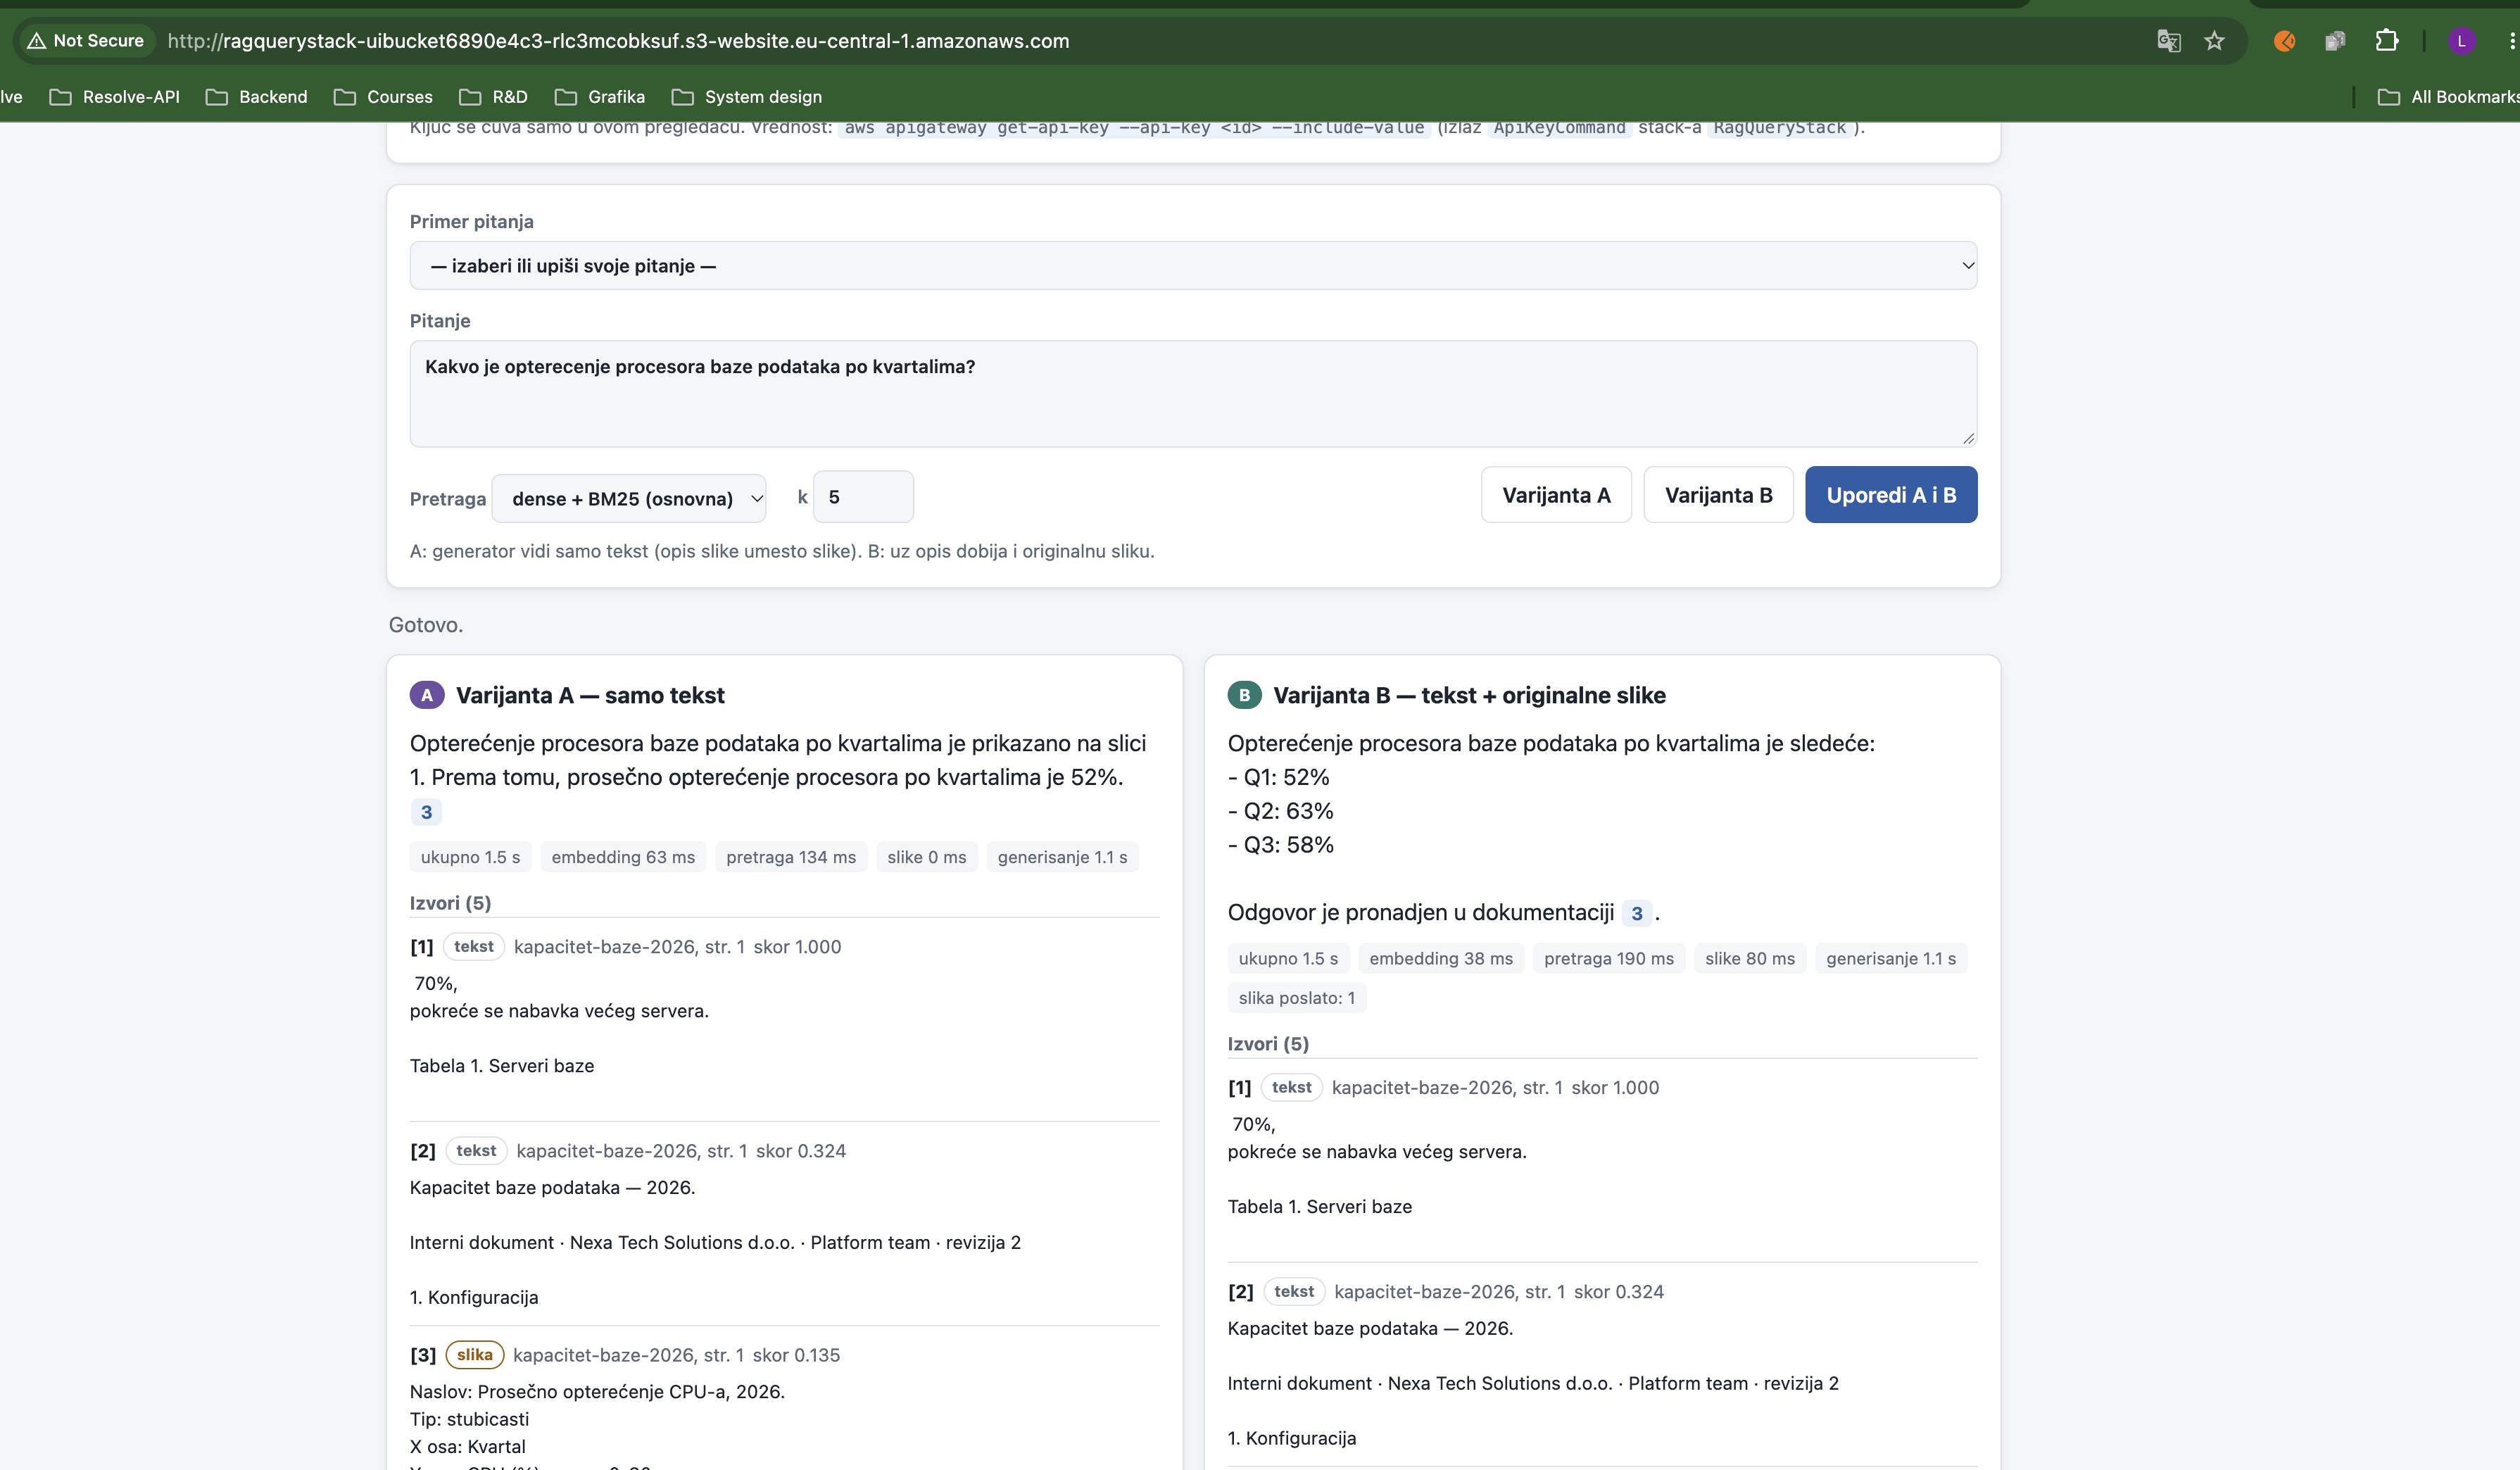 Not Secure http://ragquerystack-uibucket6890e4c3-rlc3mcobksuf.s3-website.eu-central-1.amazonaws.com L
lve Resolve-API Backend Courses R&D Grafika System design All Bookmarks
Ključ se čuva samo u ovom pregledaču. Vrednost: aws apigateway get-api-key --api-key <id> --include-value (izlaz ApiKeyCommand stack-a RagQueryStack).
Primer pitanja
— izaberi ili upiši svoje pitanje —
Pitanje
Kakvo je opterecenje procesora baze podataka po kvartalima?
Pretraga dense + BM25 (osnovna) k 5 Varijanta A Varijanta B Uporedi A i B
A: generator vidi samo tekst (opis slike umesto slike). B: uz opis dobija i originalnu sliku.
Gotovo.
A Varijanta A — samo tekst
Opterećenje procesora baze podataka po kvartalima je prikazano na slici
1. Prema tomu, prosečno opterećenje procesora po kvartalima je 52%.
3
ukupno 1.5 s embedding 63 ms pretraga 134 ms slike 0 ms generisanje 1.1 s
Izvori (5)
[1] tekst kapacitet-baze-2026, str. 1 skor 1.000
70%,
pokreće se nabavka većeg servera.
Tabela 1. Serveri baze
[2] tekst kapacitet-baze-2026, str. 1 skor 0.324
Kapacitet baze podataka — 2026.
Interni dokument · Nexa Tech Solutions d.o.o. · Platform team · revizija 2
1. Konfiguracija
[3] slika kapacitet-baze-2026, str. 1 skor 0.135
Naslov: Prosečno opterećenje CPU-a, 2026.
Tip: stubicasti
X osa: Kvartal
B Varijanta B — tekst + originalne slike
Opterećenje procesora baze podataka po kvartalima je sledeće:
- Q1: 52%
- Q2: 63%
- Q3: 58%
Odgovor je pronadjen u dokumentaciji 3 .
ukupno 1.5 s embedding 38 ms pretraga 190 ms slike 80 ms generisanje 1.1 s
slika poslato: 1
Izvori (5)
[1] tekst kapacitet-baze-2026, str. 1 skor 1.000
70%,
pokreće se nabavka većeg servera.
Tabela 1. Serveri baze
[2] tekst kapacitet-baze-2026, str. 1 skor 0.324
Kapacitet baze podataka — 2026.
Interni dokument · Nexa Tech Solutions d.o.o. · Platform team · revizija 2
1. Konfiguracija